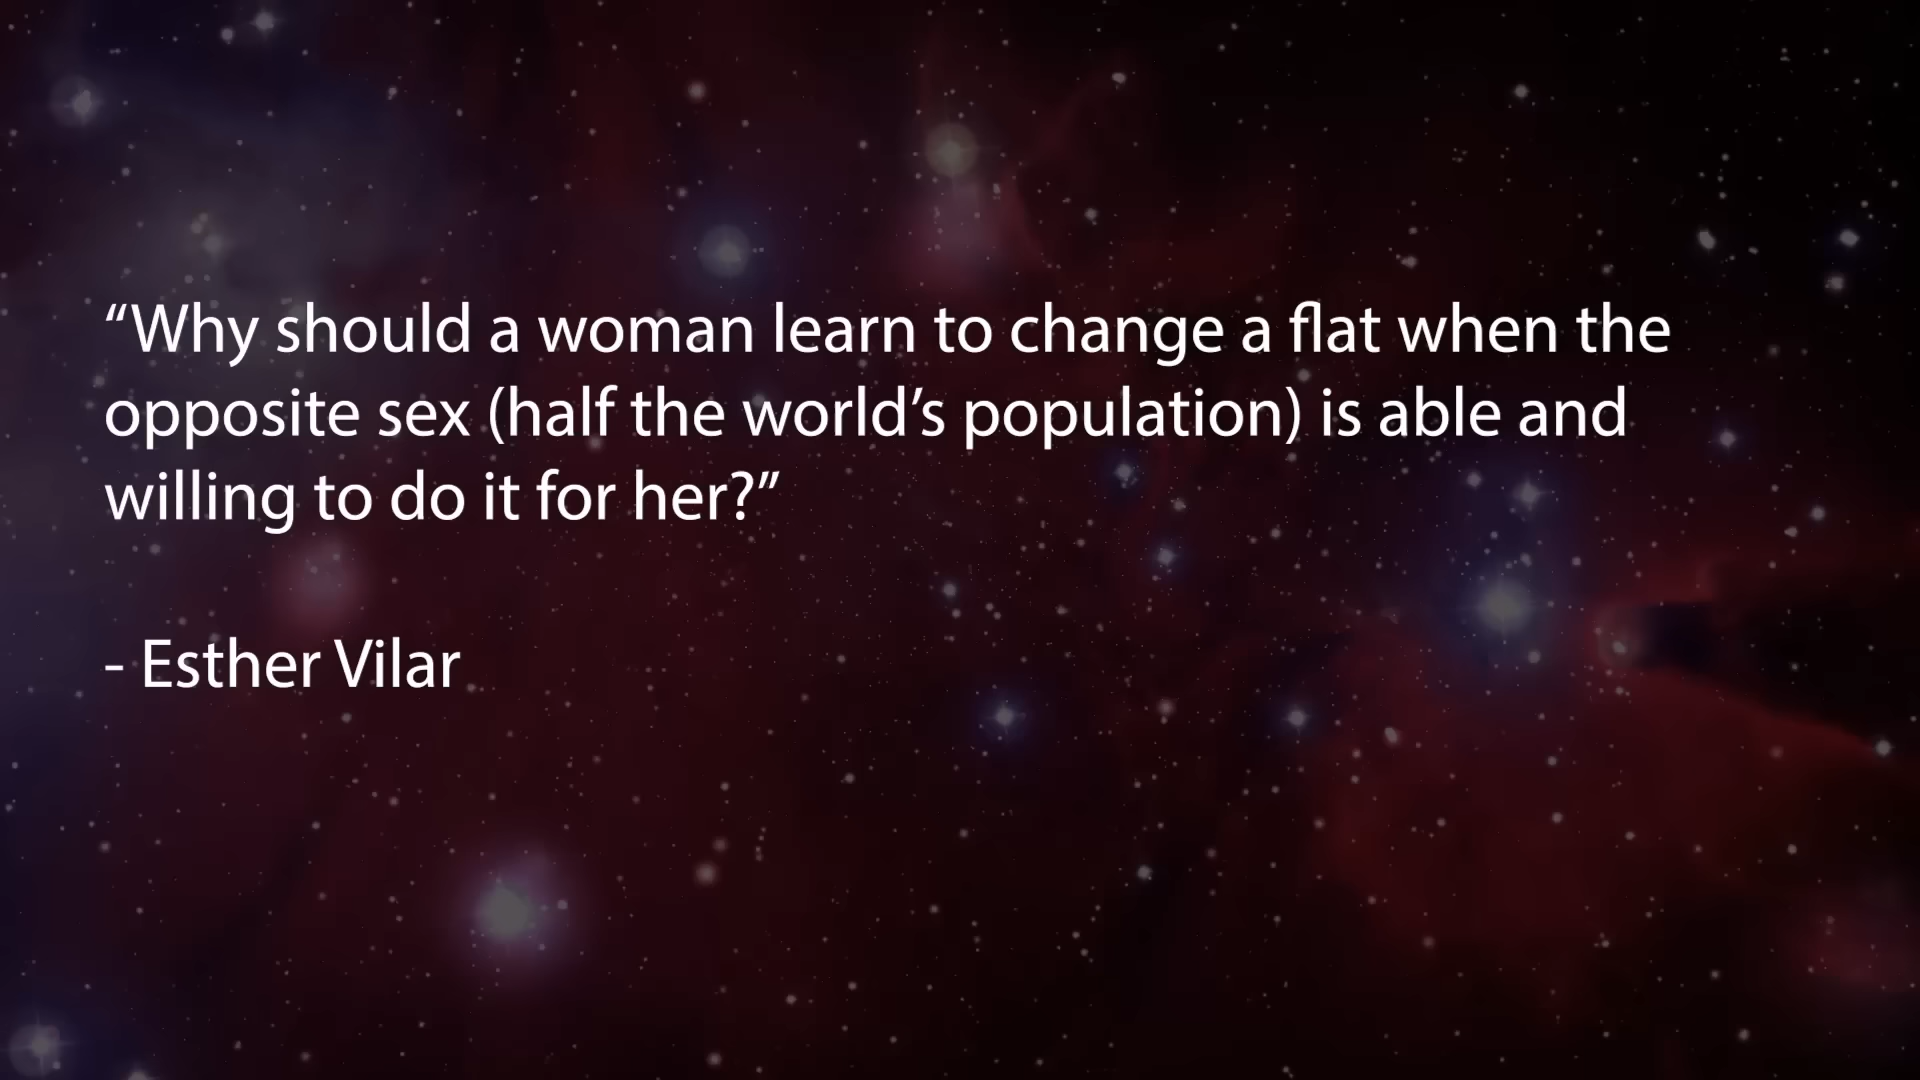 “Why should a woman learn to change a flat when the
opposite sex (half the world’s population) is able and
willing to do it for her?”
- Esther Vilar